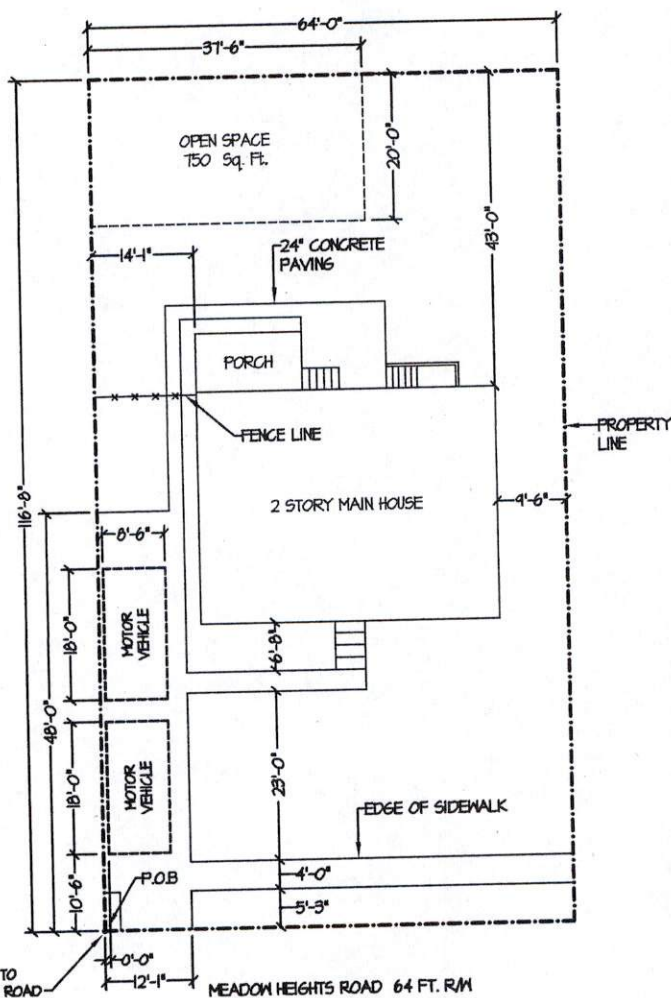 64'-0"
37'-6"
OPEN SPACE
750 Sq. Ft.
20'-0"
43'-0"
14'-1"
24" CONCRETE
PAVING
PORCH
FENCE LINE
PROPERTY
LINE
116'-8"
2 STORY MAIN HOUSE
9'-6"
8'-6"
18'-0"
MOTOR
VEHICLE
6'-8"
48'-0"
18'-0"
MOTOR
VEHICLE
23'-0"
EDGE OF SIDEWALK
10'-6"
P.O.B
4'-0"
5'-3"
0'-0"
TO
ROAD
12'-1"
MEADOW HEIGHTS ROAD 64 FT. R/W